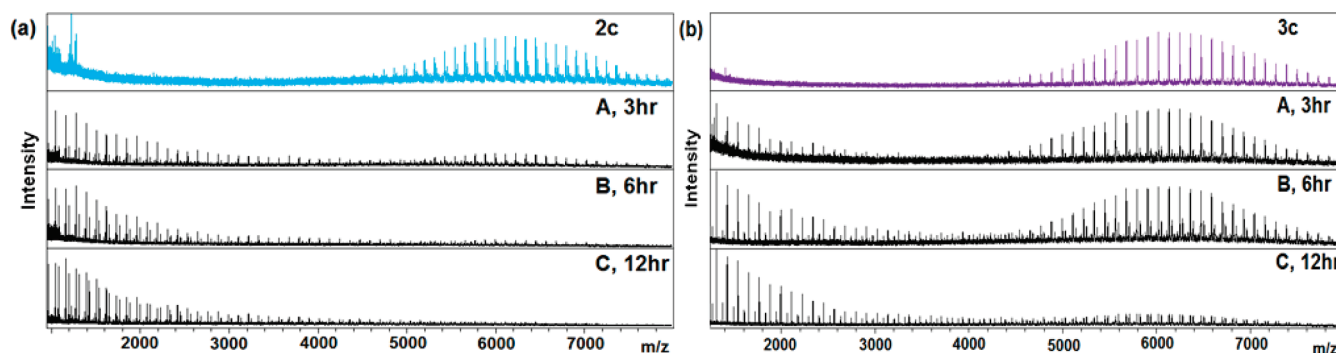 (a)
2c
A, 3hr
B, 6hr
C, 12hr
Intensity
2000 3000 4000 5000 6000 7000 m/z
(b)
3c
A, 3hr
B, 6hr
C, 12hr
Intensity
2000 3000 4000 5000 6000 7000 m/z